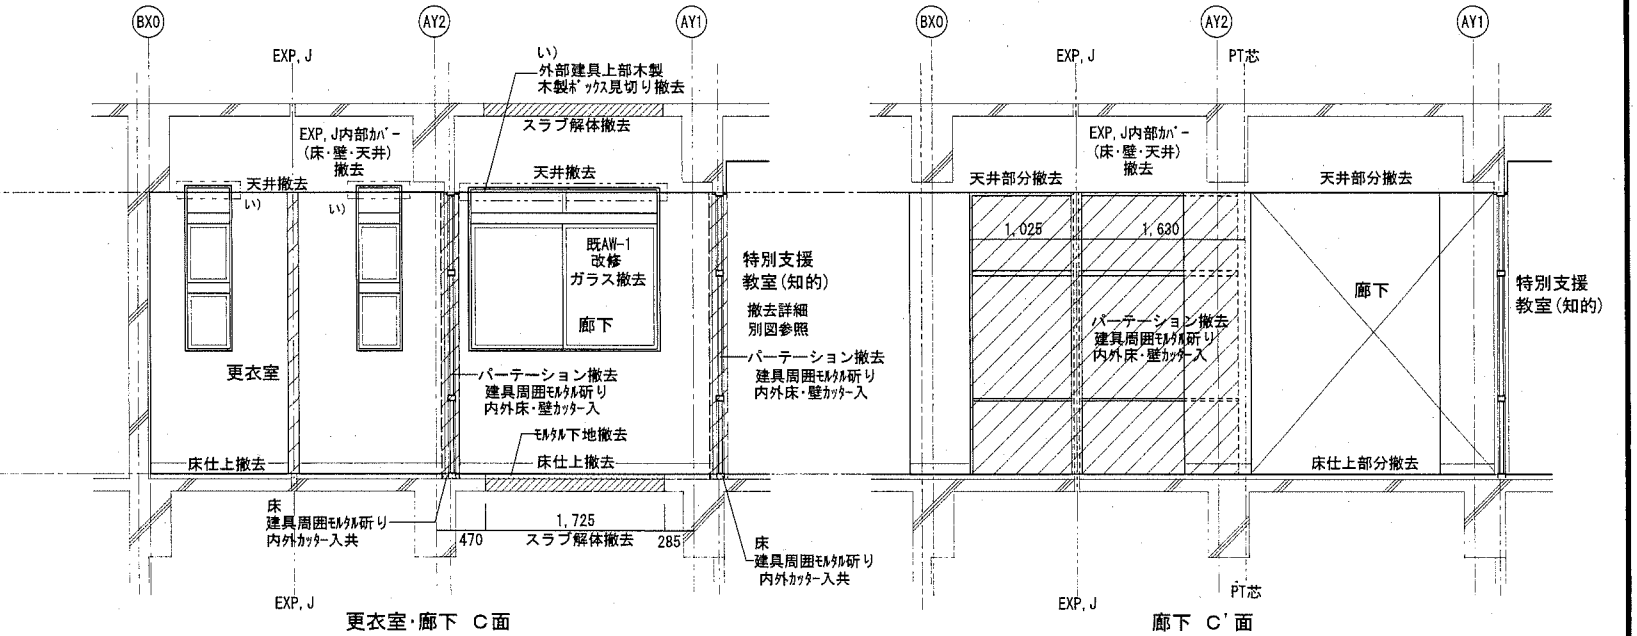 BX0
AY2
AY1
EXP,J
い)
外部建具上部木製
木製ボックス見切り撤去
スラブ解体撤去
EXP,J内部カバー
(床・壁・天井)
撤去
天井撤去
い)
い)
天井撤去
既AW-1
改修
ガラス撤去
廊下
特別支援
教室(知的)
撤去詳細
別図参照
更衣室
パーテーション撤去
建具周囲モルタル斫り
内外床・壁カッター入
パーテーション撤去
建具周囲モルタル斫り
内外床・壁カッター入
モルタル下地撤去
床仕上撤去
床仕上撤去
床
建具周囲モルタル斫り
内外カッター入共
1,725
470
スラブ解体撤去
285
床
建具周囲モルタル斫り
内外カッター入共
EXP,J
更衣室・廊下 C面
BX0
AY2
AY1
EXP,J
PT芯
EXP,J内部カバー
(床・壁・天井)
撤去
天井部分撤去
天井部分撤去
1,025
1,630
廊下
特別支援
教室(知的)
パーテーション撤去
建具周囲モルタル斫り
内外床・壁カッター入
床仕上部分撤去
EXP,J
PT芯
廊下 C'面